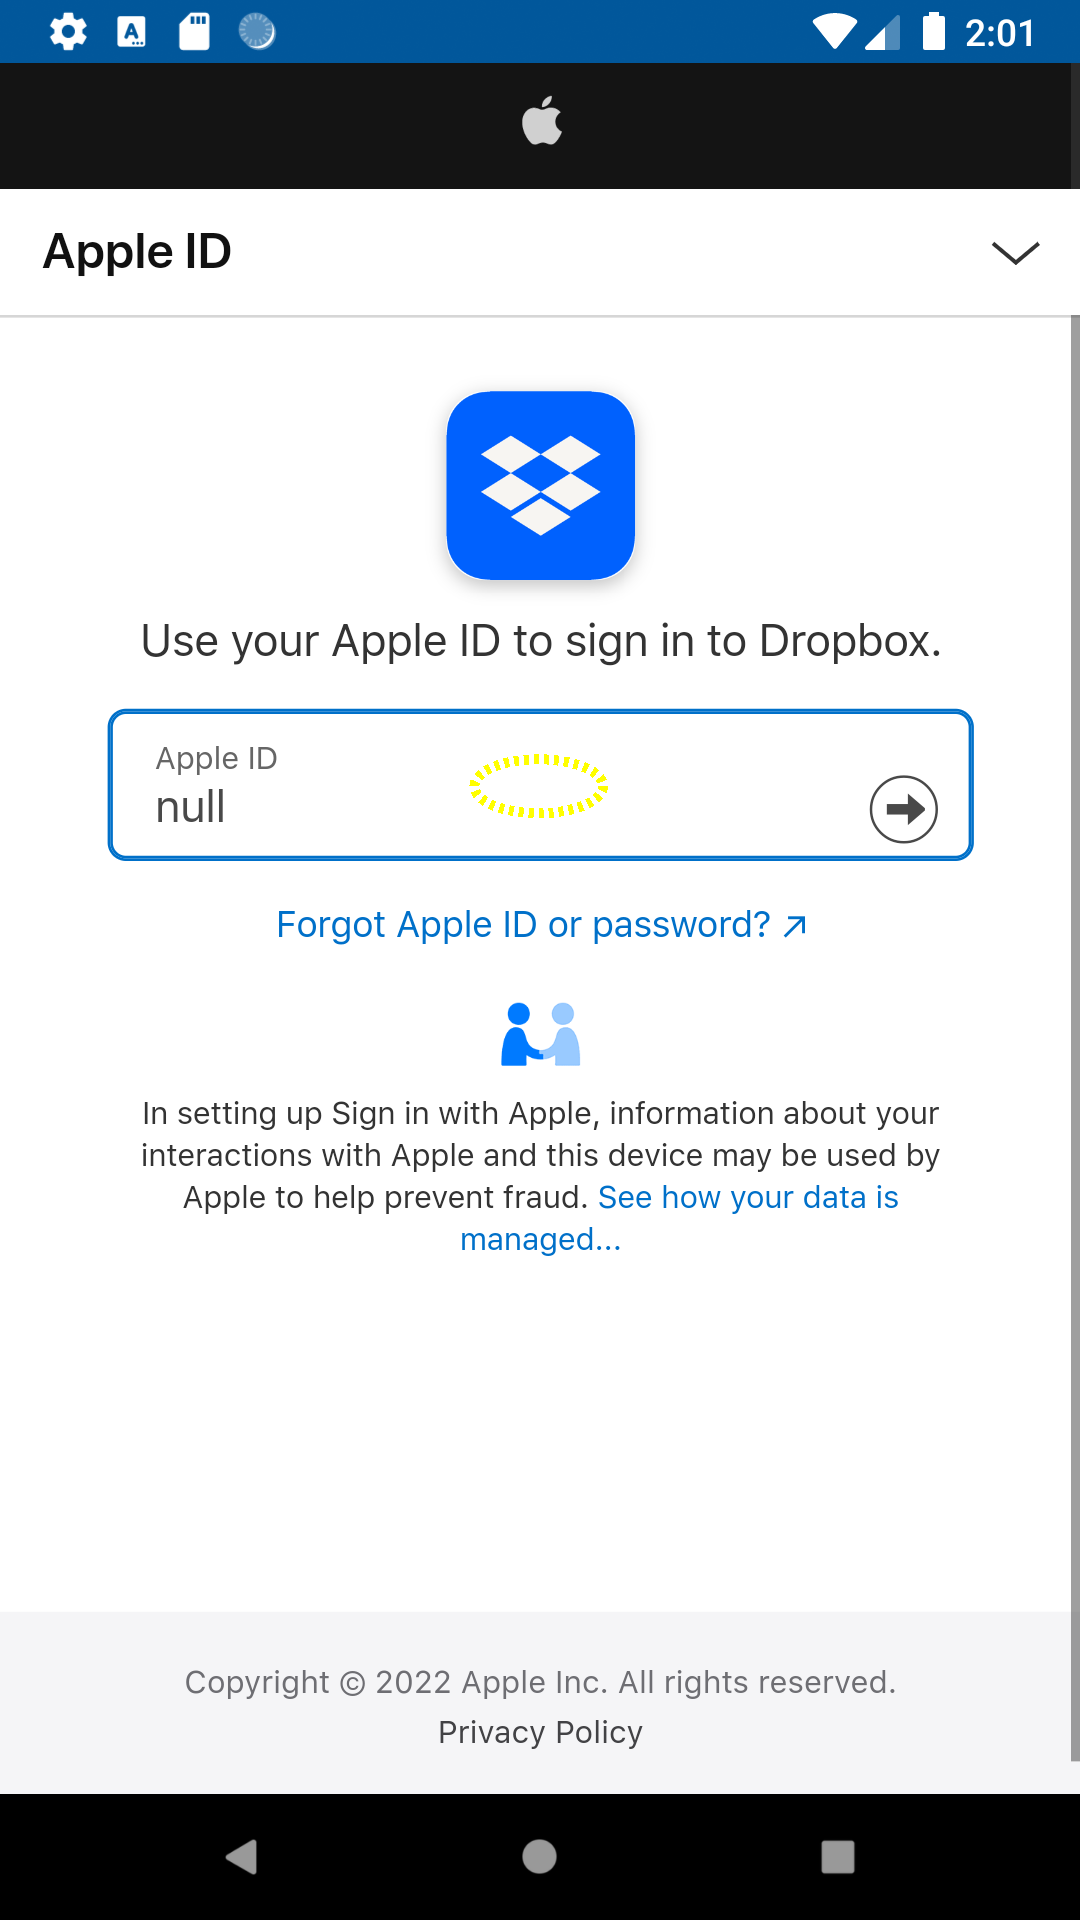 2:01
Apple ID
Use your Apple ID to sign in to Dropbox.
Apple ID
null
Forgot Apple ID or password? ↗
In setting up Sign in with Apple, information about your
interactions with Apple and this device may be used by
Apple to help prevent fraud. See how your data is
managed...
Copyright © 2022 Apple Inc. All rights reserved.
Privacy Policy